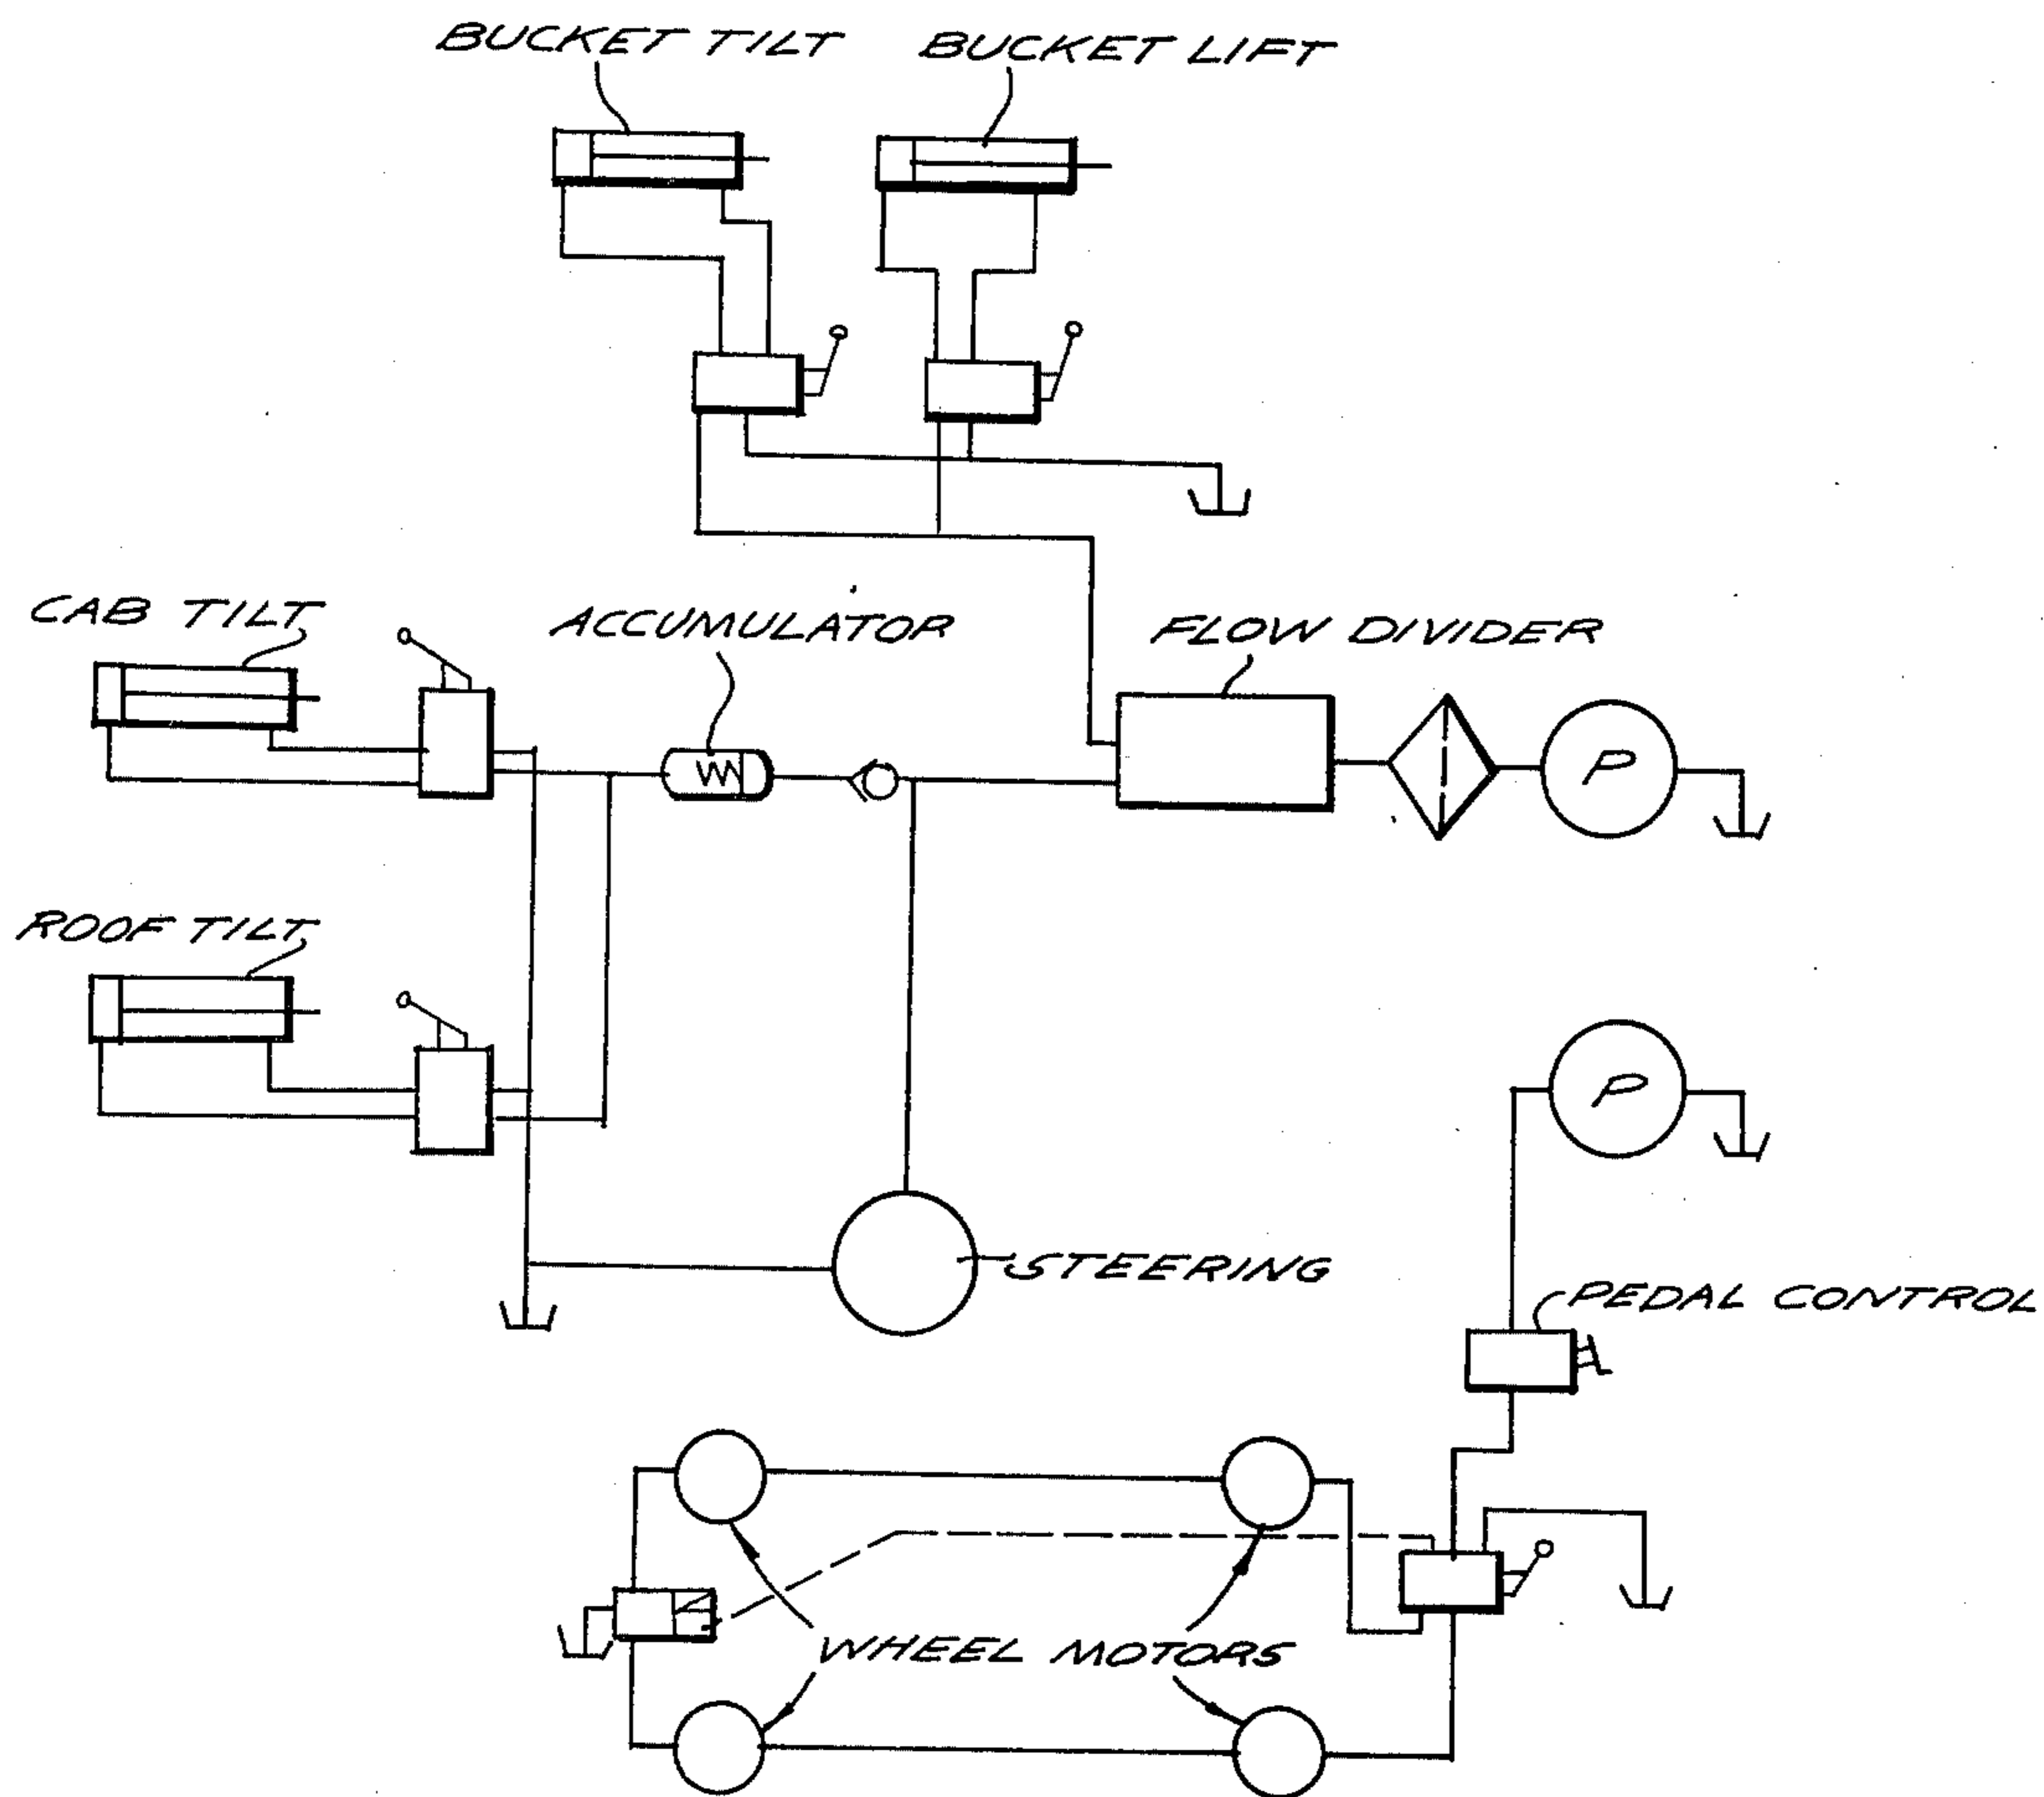 BUCKET TILT
BUCKET LIFT
CAB TILT
ACCUMULATOR
FLOW DIVIDER
P
ROOF TILT
P
STEERING
PEDAL CONTROL
WHEEL MOTORS